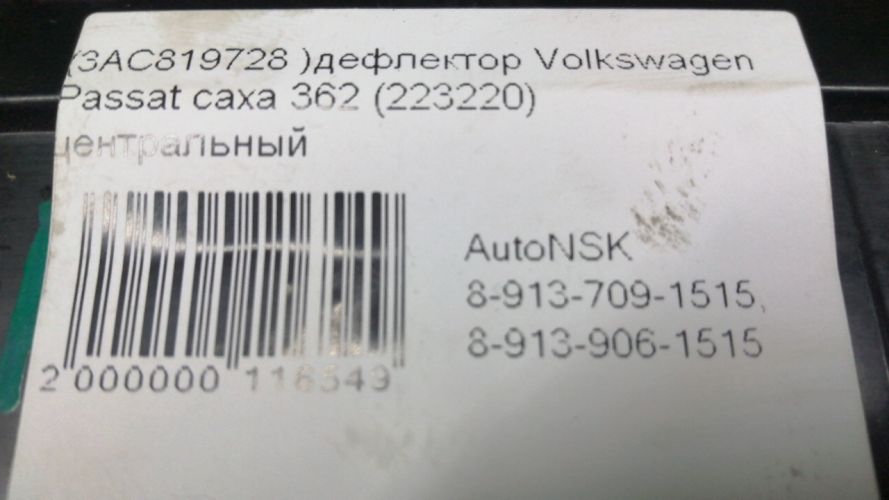 (3AC819728 )дефлектор Volkswagen
Passat caxa 362 (223220)
центральный
AutoNSK
8-913-709-1515,
8-913-906-1515
2 000000 116549